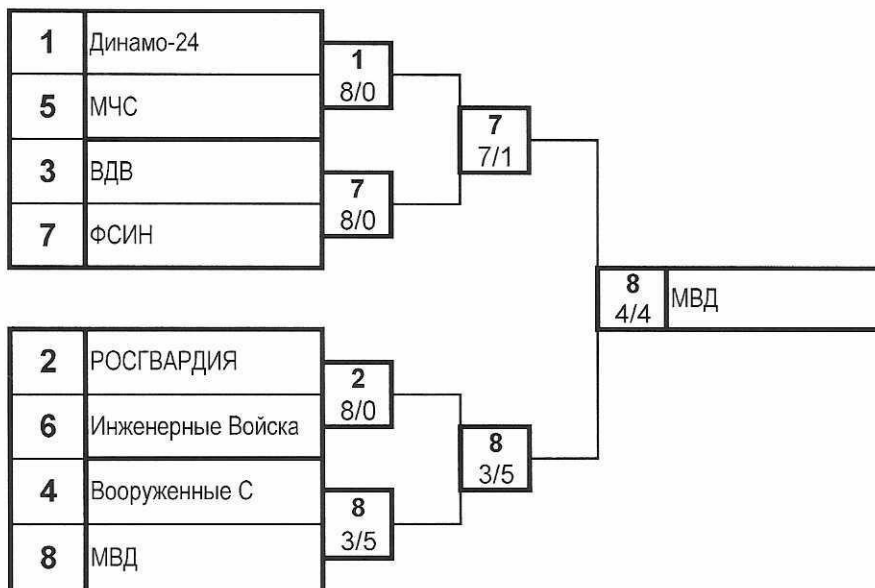 1 Динамо-24
5 МЧС
3 ВДВ
7 ФСИН
1
8/0
7
8/0
7
7/1
8
4/4
МВД
2 РОСГВАРДИЯ
6 Инженерные Войска
4 Вооруженные С
8 МВД
2
8/0
8
3/5
8
3/5